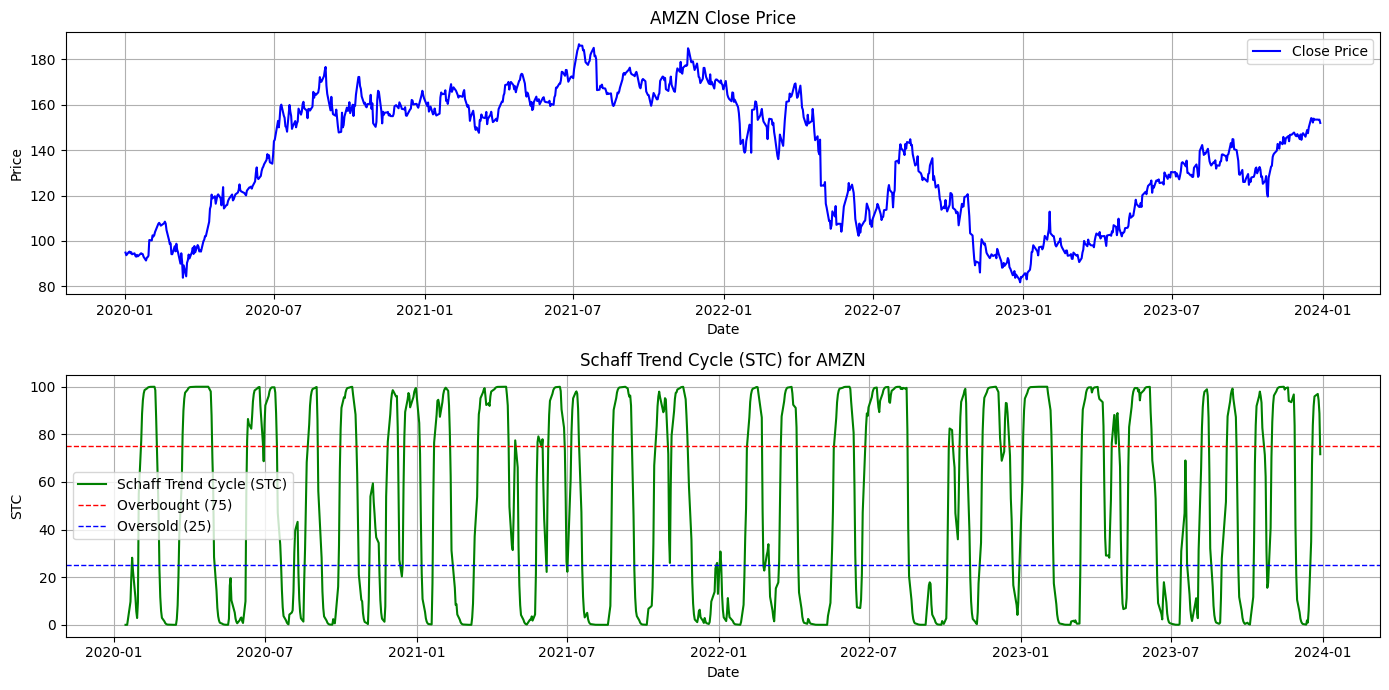 AMZN Close Price
180
160
140
120
100
80
Price
Close Price
2020-01 2020-07 2021-01 2021-07 2022-01 2022-07 2023-01 2023-07 2024-01
Date
Schaff Trend Cycle (STC) for AMZN
100
80
60
40
20
0
STC
Schaff Trend Cycle (STC)
Overbought (75)
Oversold (25)
2020-01 2020-07 2021-01 2021-07 2022-01 2022-07 2023-01 2023-07 2024-01
Date